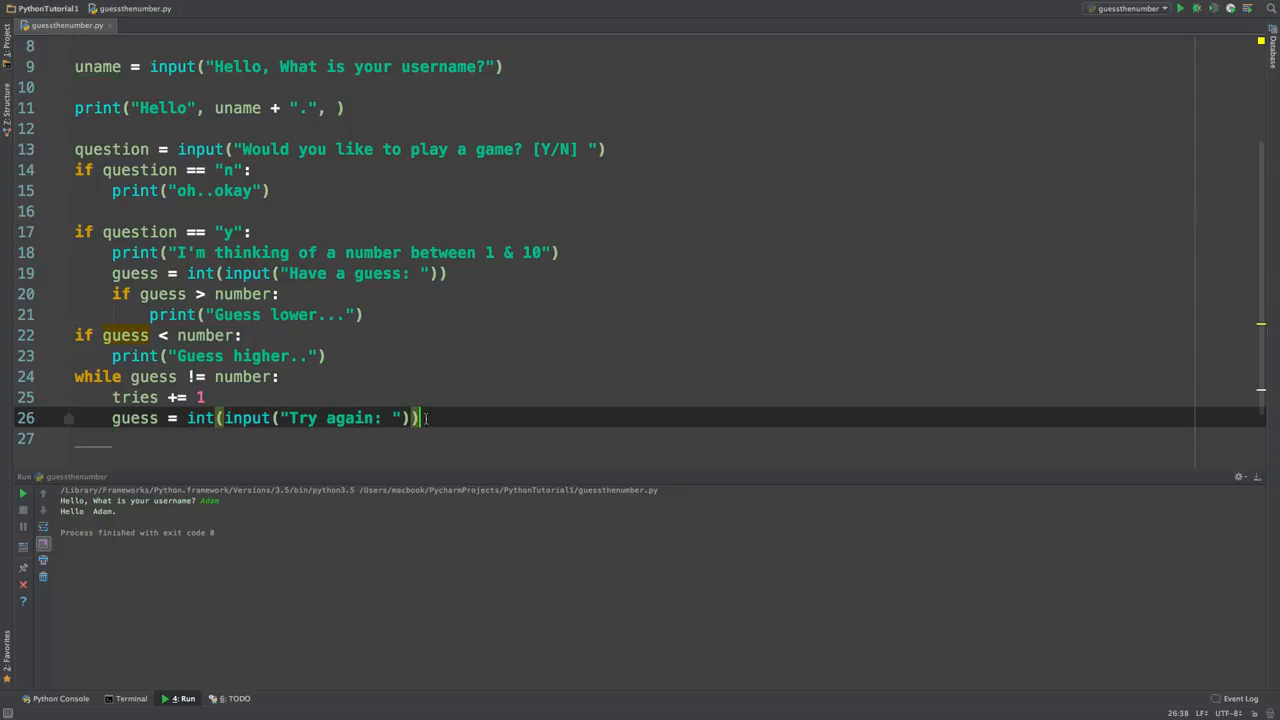 PythonTutorial1 guessthenumber.py guessthenumber
guessthenumber.py
1: Project
Z: Structure
Database
8
9 uname = input("Hello, What is your username?")
10
11 print("Hello", uname + ".", )
12
13 question = input("Would you like to play a game? [Y/N] ")
14 if question == "n":
15 print("oh..okay")
16
17 if question == "y":
18 print("I'm thinking of a number between 1 & 10")
19 guess = int(input("Have a guess: "))
20 if guess > number:
21 print("Guess lower...")
22 if guess < number:
23 print("Guess higher..")
24 while guess != number:
25 tries += 1
26 guess = int(input("Try again: "))
27
Run guessthenumber
/Library/Frameworks/Python.framework/Versions/3.5/bin/python3.5 /Users/macbook/PycharmProjects/PythonTutorial1/guessthenumber.py
Hello, What is your username? Adam
Hello Adam.
Process finished with exit code 0
2: Favorites
Python Console Terminal 4: Run 6: TODO Event Log
26:38 LF÷ UTF-8÷